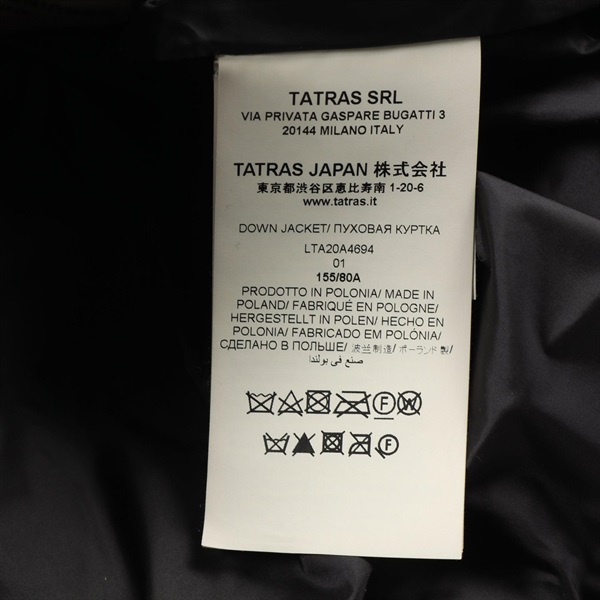 TATRAS SRL
VIA PRIVATA GASPARE BUGATTI 3
20144 MILANO ITALY
TATRAS JAPAN 株式会社
東京都渋谷区恵比寿南 1-20-6
www.tatras.it
DOWN JACKET/ ПУХОВАЯ КУРТКА
LTA20A4694
01
155/80A
PRODOTTO IN POLONIA/ MADE IN
POLAND/ FABRIQUÉ EN POLOGNE/
HERGESTELLT IN POLEN/ HECHO EN
POLONIA/ FABRICADO EM POLÓNIA/
СДЕЛАНО В ПОЛЬШЕ/ 波兰制造/ ポーランド製/
صنع في بولندا
F W
F